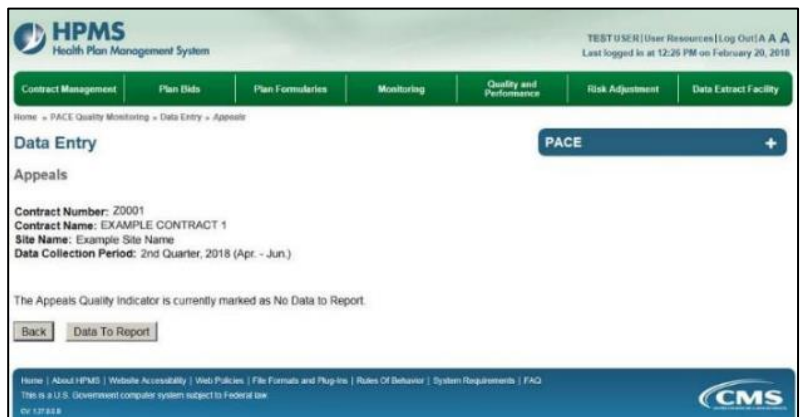 HPMS
Health Plan Management System
TEST USER|User Resources|Log Out|A A A
Last logged in at 12:26 PM on February 20, 2018
Contract Management Plan Bids Plan Formularies Monitoring Quality and Performance Risk Adjustment Data Extract Facility
Home » PACE Quality Monitoring » Data Entry » Appeals
Data Entry
PACE +
Appeals
Contract Number: Z0001
Contract Name: EXAMPLE CONTRACT 1
Site Name: Example Site Name
Data Collection Period: 2nd Quarter, 2018 (Apr. - Jun.)
The Appeals Quality Indicator is currently marked as No Data to Report.
Back Data To Report
Home | About HPMS | Website Accessibility | Web Policies | File Formats and Plug-Ins | Rules Of Behavior | System Requirements | FAQ
This is a U.S. Government computer system subject to Federal law.
CMS